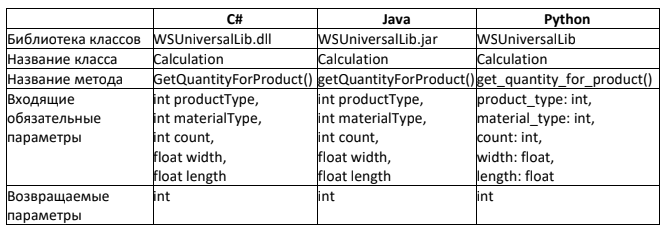 C# Java Python
Библиотека классов WSUniversalLib.dll WSUniversalLib.jar WSUniversalLib
Название класса Calculation Calculation Calculation
Название метода GetQuantityForProduct() getQuantityForProduct() get_quantity_for_product()
Входящие int productType, int productType, product_type: int,
обязательные int materialType, int materialType, material_type: int,
параметры int count, int count, count: int,
float width, float width, width: float,
float length float length length: float
Возвращаемые int int int
параметры